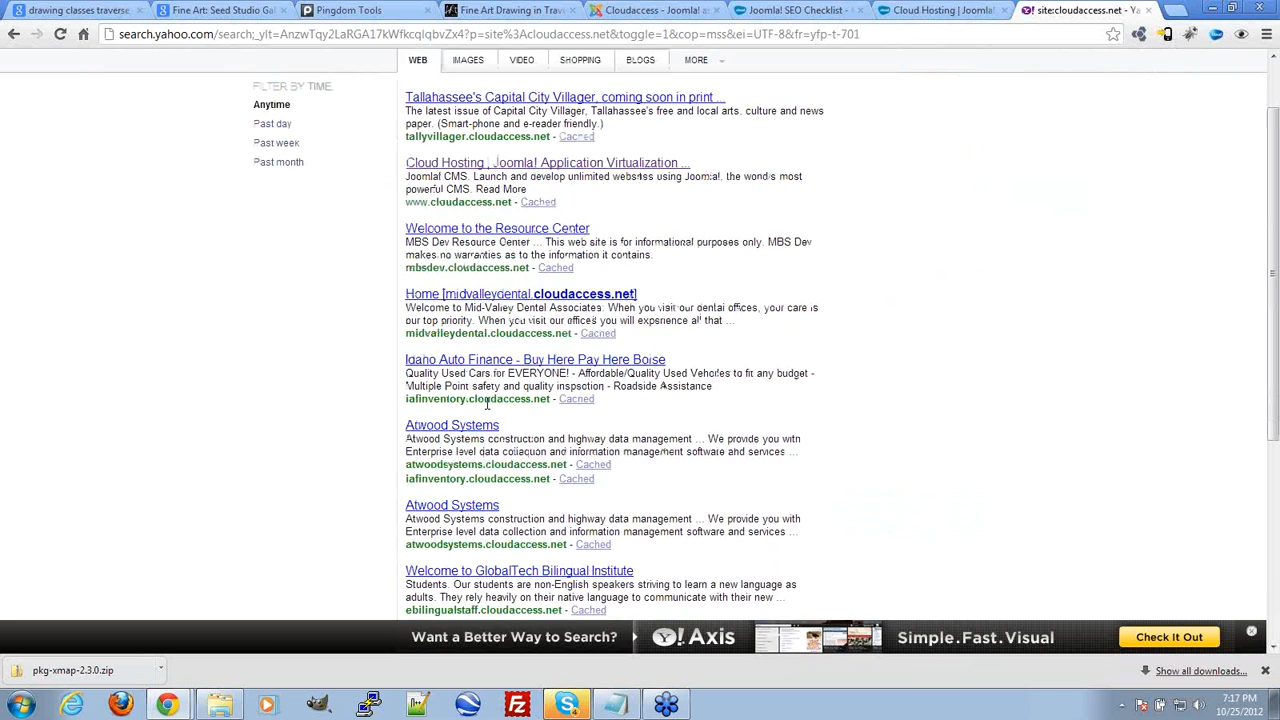 drawing classes traverse
Fine Art: Seed Studio Gal
Pingdom Tools
Fine Art Drawing in Trave
Cloudaccess - Joomla! as
Joomla! SEO Checklist -
Cloud Hosting | Joomla!
site:cloudaccess.net - Ya
search.yahoo.com/search;_ylt=AnzwTqy2LaRGA17kWfkcqlqbvZx4?p=site%3Acloudaccess.net&toggle=1&cop=mss&ei=UTF-8&fr=yfp-t-701
WEB IMAGES VIDEO SHOPPING BLOGS MORE
FILTER BY TIME
Anytime
Past day
Past week
Past month
Tallahassee's Capital City Villager, coming soon in print ...
The latest issue of Capital City Villager, Tallahassee's free and local arts, culture and news
paper. (Smart-phone and e-reader friendly.)
tallyvillager.cloudaccess.net - Cached
Cloud Hosting | Joomla! Application Virtualization ...
Joomla! CMS. Launch and develop unlimited using Joomla!, the most
powerful CMS. Read More
www.cloudaccess.net - Cached
Welcome to the Resource Center
MBS Dev Resource Center ... This web site is for informational purposes only. MBS Dev
makes no warranties as to the information it contains.
mbsdev.cloudaccess.net - Cached
Home [midvalleydental.cloudaccess.net]
Welcome to Mid-Valley Dental Associates. When you visit our dental offices, your care is
our top priority. When you visit our offices you will experience all that ...
midvalleydental.cloudaccess.net - Cached
Idaho Auto Finance - Buy Here Pay Here Boise
Quality Used Cars for EVERYONE! - Affordable/Quality Used Vehicles to fit any budget -
Multiple Point safety and quality inspection - Roadside Assistance
iafinventory.cloudaccess.net - Cached
Atwood Systems
Atwood Systems construction and highway data management ... We provide you with
Enterprise level data and information management software and services ...
atwoodsystems.cloudaccess.net - Cached
iafinventory.cloudaccess.net - Cached
Atwood Systems
Atwood Systems construction and highway data management ... We provide you with
Enterprise level data collection and information management software and services ...
atwoodsystems.cloudaccess.net - Cached
Welcome to GlobalTech Bilingual Institute
Students. Our students are non-English speakers striving to learn a new language as
adults. They rely heavily on their native language to communicate with their new ...
ebilingualstaff.cloudaccess.net - Cached
Want a Better Way to Search?
Y! Axis
Simple.Fast.Visual
Check It Out
pkg-xmap-2.3.0.zip
Show all downloads...
7:17 PM
10/25/2012